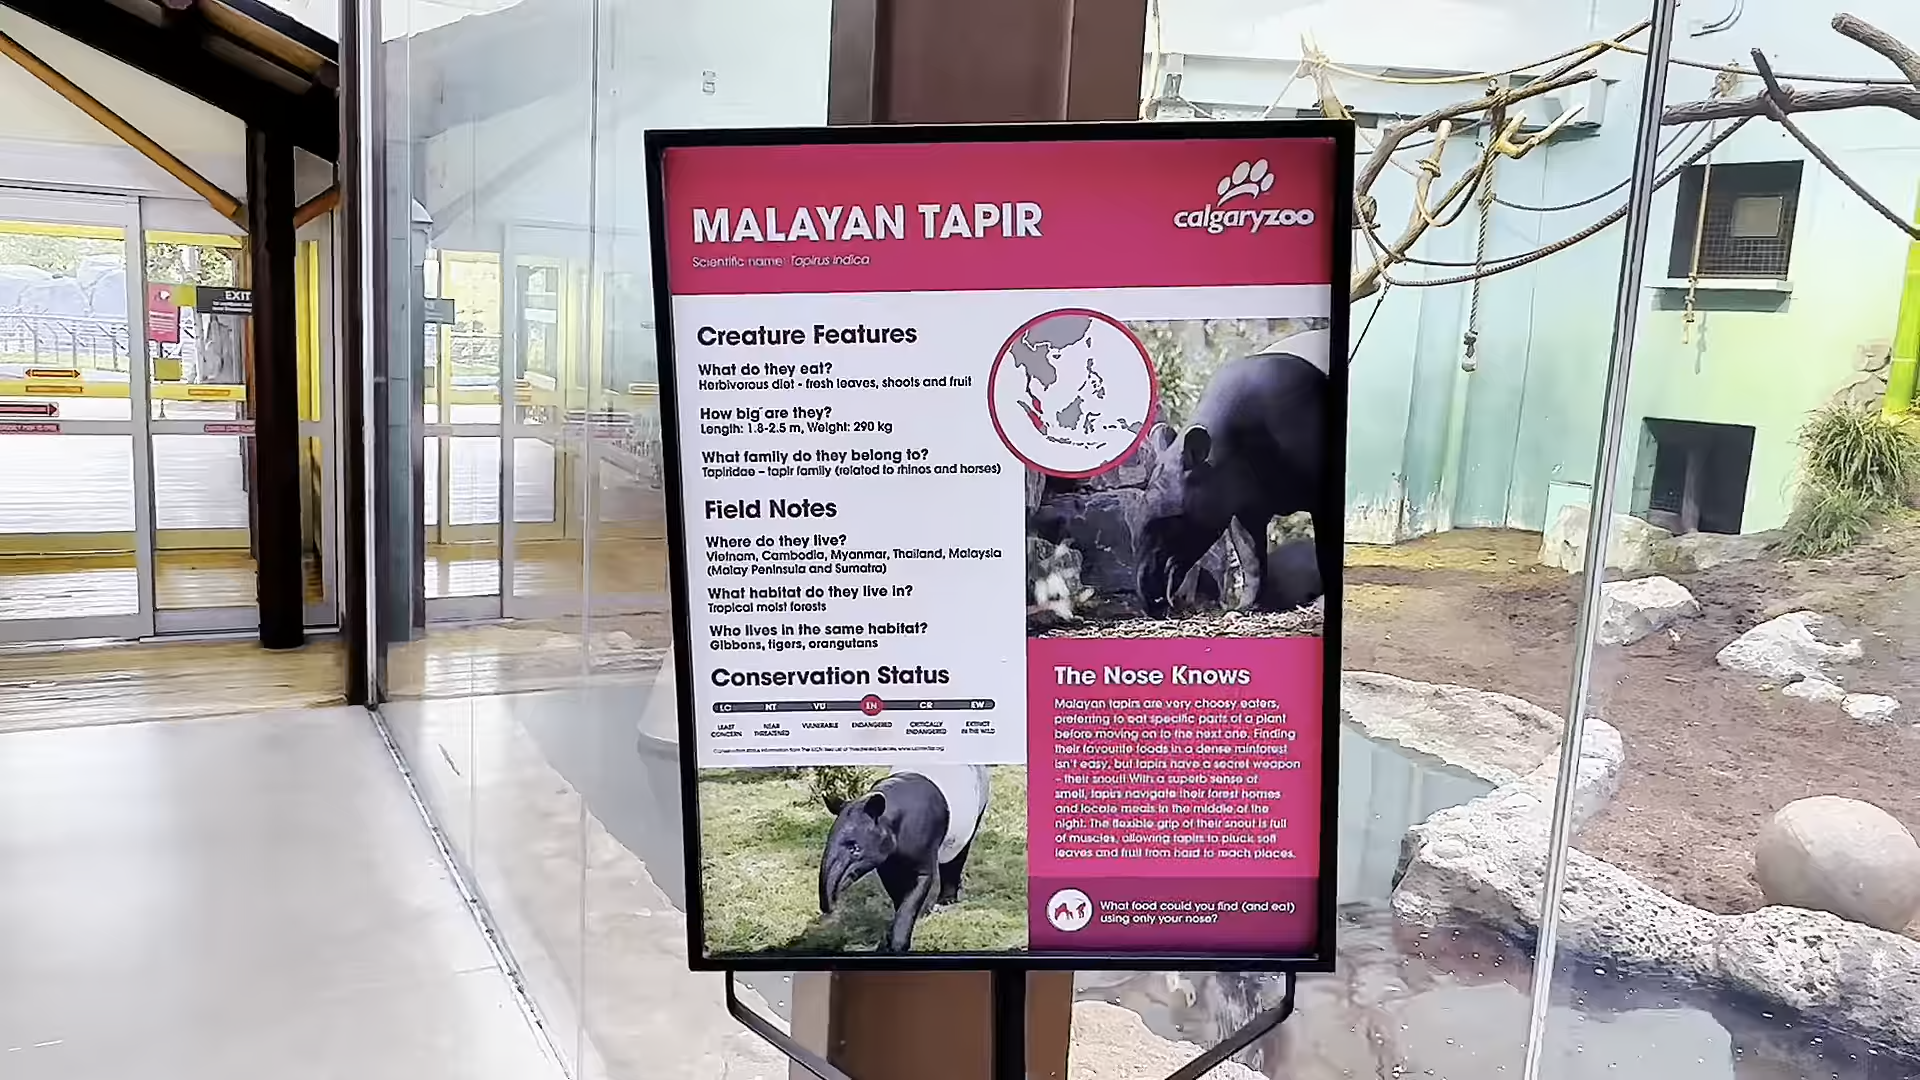 MALAYAN TAPIR
Scientific name: Tapirus indica
calgaryzoo
Creature Features
What do they eat?
Herbivorous diet - fresh leaves, shoots and fruit
How big are they?
Length: 1.8-2.5 m, Weight: 290 kg
What family do they belong to?
Tapiridae – tapir family (related to rhinos and horses)
Field Notes
Where do they live?
Vietnam, Cambodia, Myanmar, Thailand, Malaysia
(Malay Peninsula and Sumatra)
What habitat do they live in?
Tropical moist forests
Who lives in the same habitat?
Gibbons, tigers, orangutans
Conservation Status
LC NT VU EN CR EW
LEAST CONCERN
NEAR THREATENED
VULNERABLE
ENDANGERED
CRITICALLY ENDANGERED
EXTINCT IN THE WILD
The Nose Knows
Malayan tapirs are very choosy eaters,
preferring to eat specific parts of a plant
before moving on to the next one. Finding
their favourite foods in a dense rainforest
isn't easy, but tapirs have a secret weapon
– their snout! With a superb sense of
smell, tapirs navigate their forest homes
and locate meals in the middle of the
night. The flexible grip of their snout is full
of muscles, allowing tapirs to pluck soft
leaves and fruit from hard to reach places.
What food could you find (and eat)
using only your nose?
EXIT